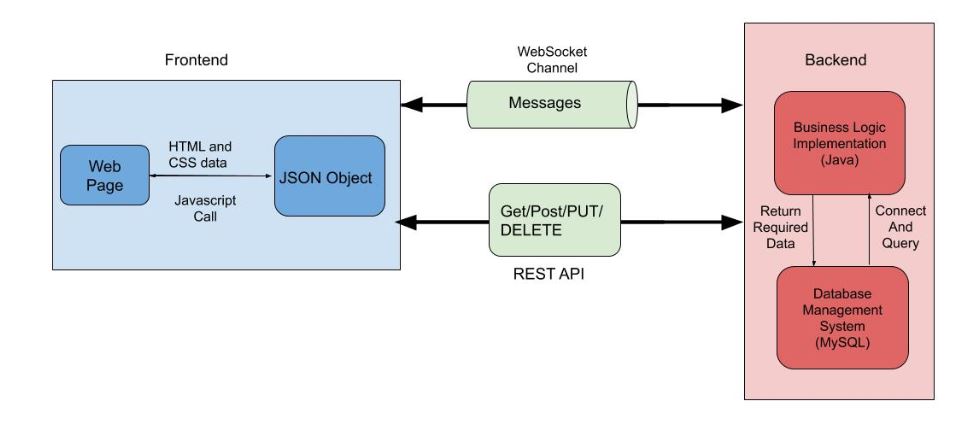 Frontend
Web
Page
HTML and
CSS data
Javascript
Call
JSON Object
WebSocket
Channel
Messages
Get/Post/PUT/
DELETE
REST API
Backend
Business Logic
Implementation
(Java)
Return
Required
Data
Connect
And
Query
Database
Management
System
(MySQL)